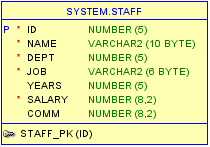 SYSTEM.STAFF
P * ID NUMBER (5)
* NAME VARCHAR2 (10 BYTE)
* DEPT NUMBER (5)
* JOB VARCHAR2 (6 BYTE)
YEARS NUMBER (5)
* SALARY NUMBER (8,2)
COMM NUMBER (8,2)
STAFF_PK (ID)